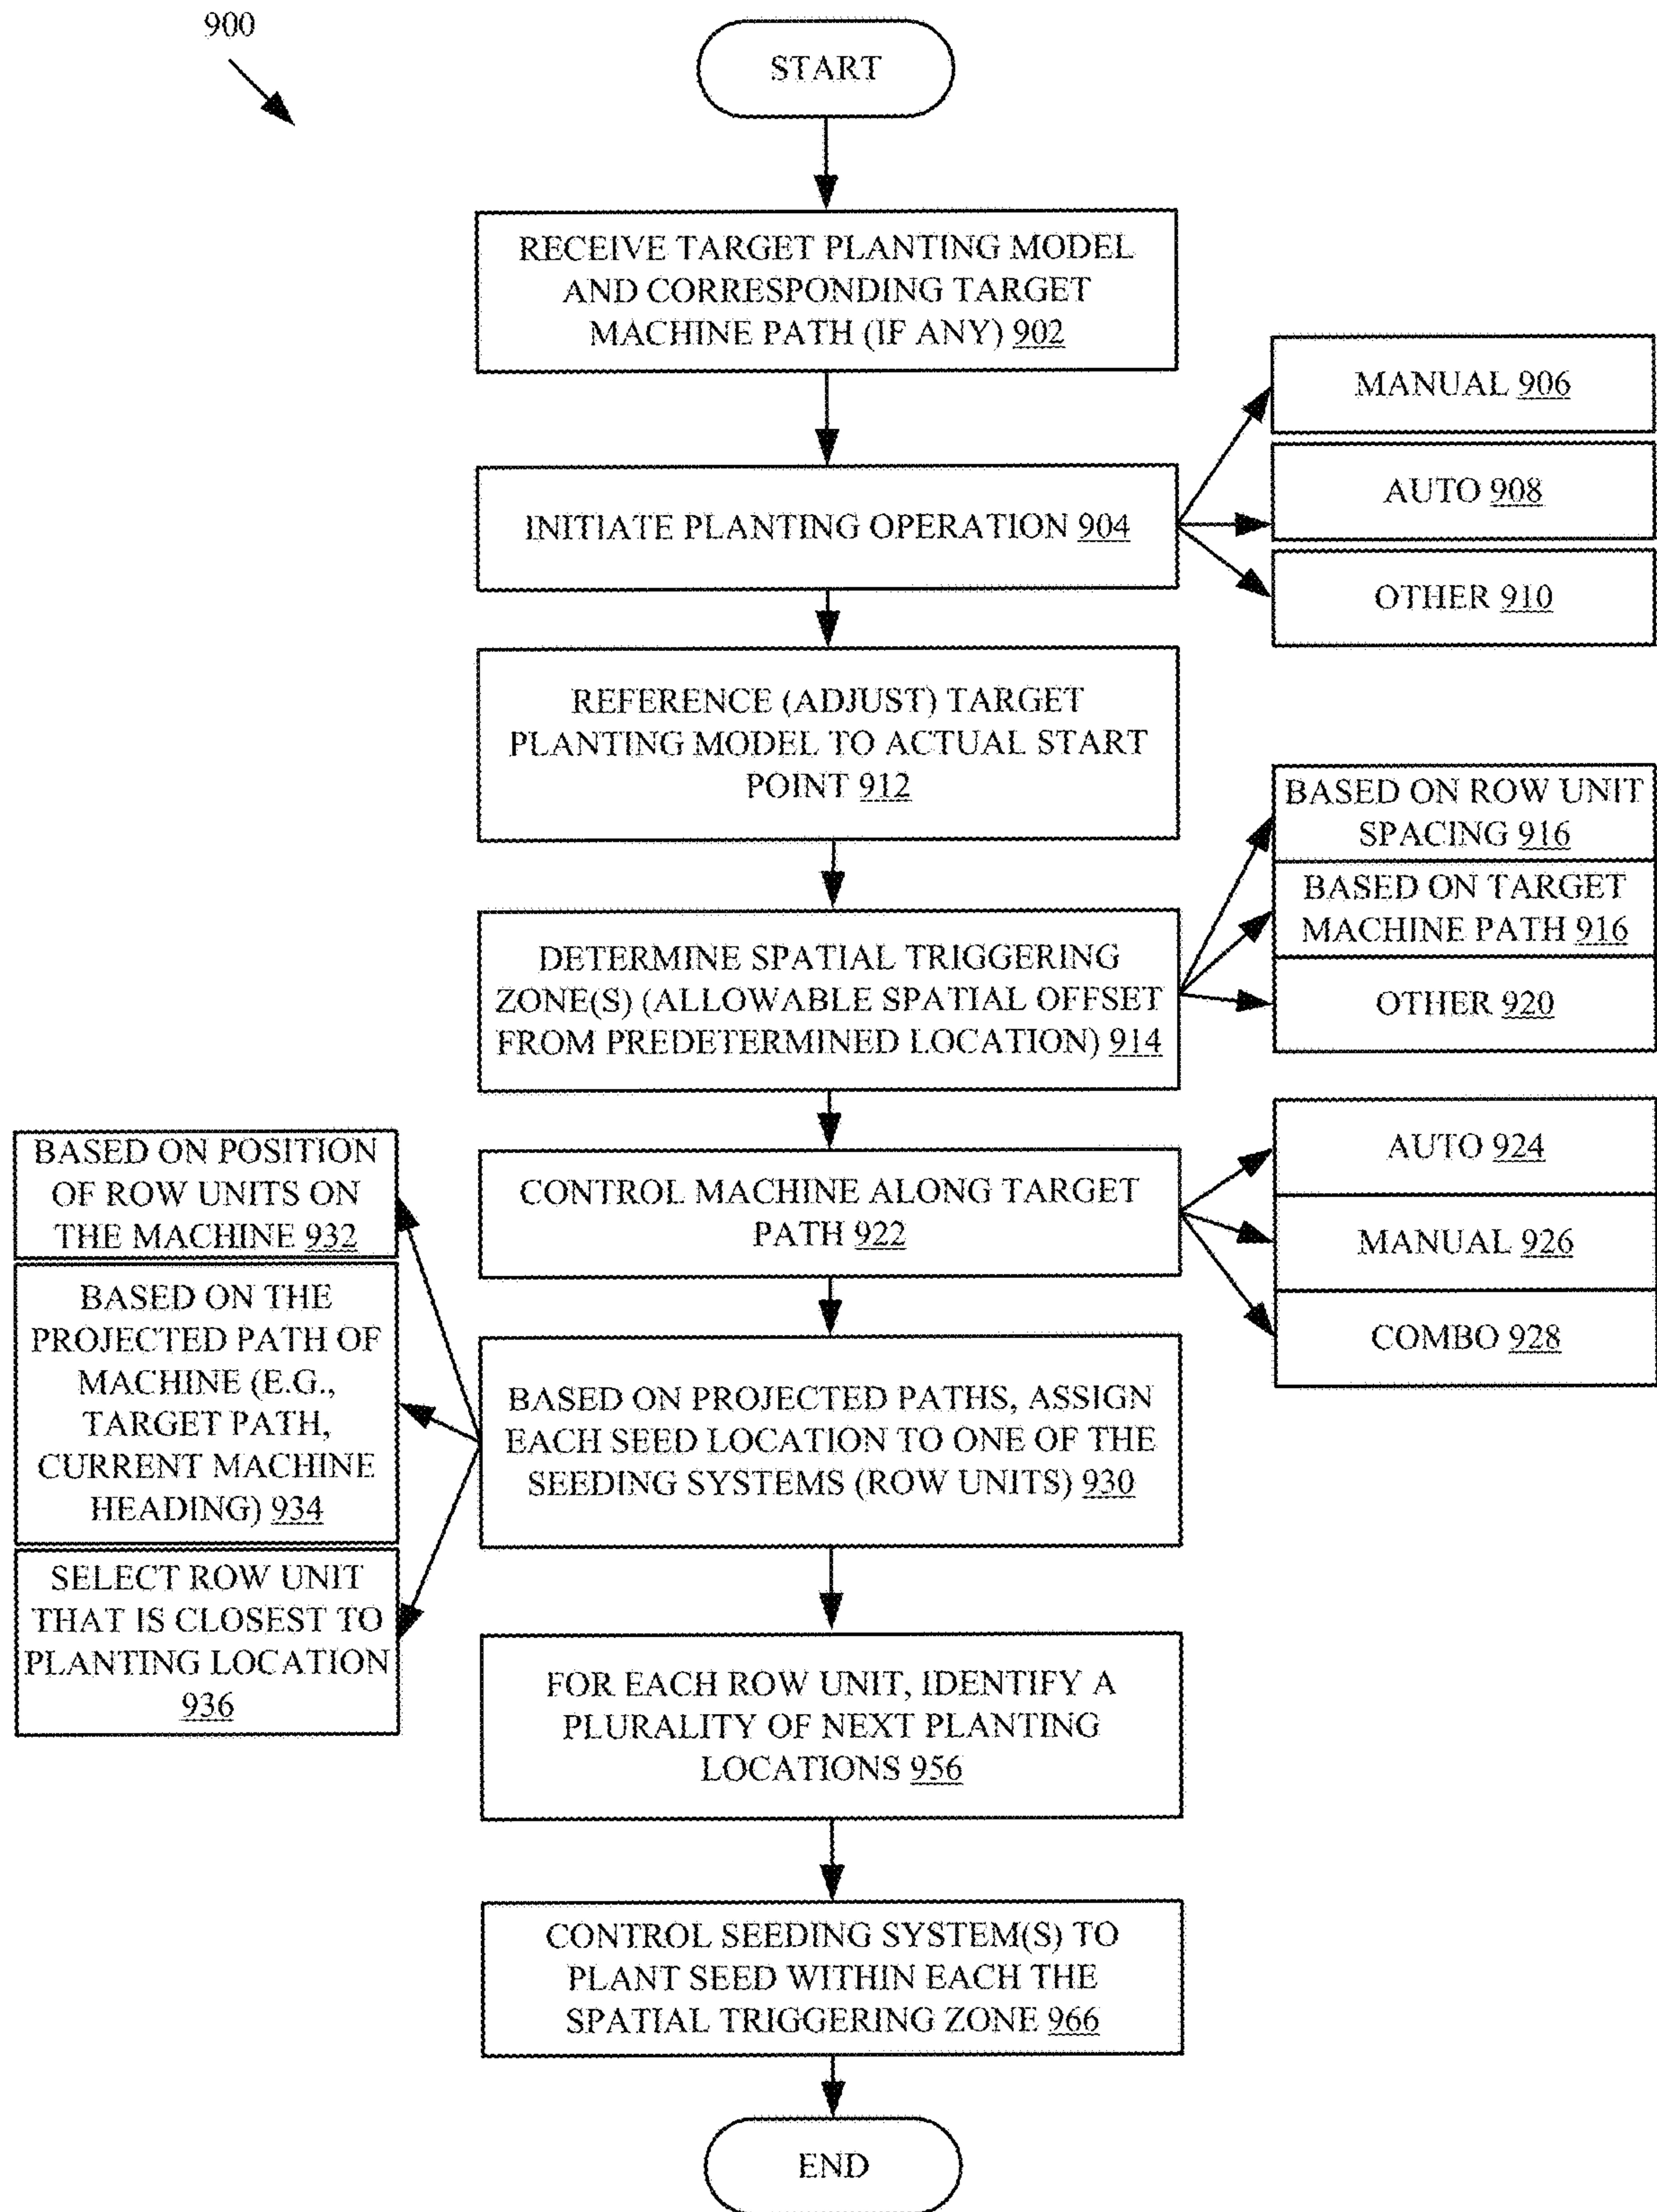 900
START
RECEIVE TARGET PLANTING MODEL
AND CORRESPONDING TARGET
MACHINE PATH (IF ANY) 902
INITIATE PLANTING OPERATION 904
MANUAL 906
AUTO 908
OTHER 910
REFERENCE (ADJUST) TARGET
PLANTING MODEL TO ACTUAL START
POINT 912
DETERMINE SPATIAL TRIGGERING
ZONE(S) (ALLOWABLE SPATIAL OFFSET
FROM PREDETERMINED LOCATION) 914
BASED ON ROW UNIT
SPACING 916
BASED ON TARGET
MACHINE PATH 916
OTHER 920
CONTROL MACHINE ALONG TARGET
PATH 922
AUTO 924
MANUAL 926
COMBO 928
BASED ON PROJECTED PATHS, ASSIGN
EACH SEED LOCATION TO ONE OF THE
SEEDING SYSTEMS (ROW UNITS) 930
BASED ON POSITION
OF ROW UNITS ON
THE MACHINE 932
BASED ON THE
PROJECTED PATH OF
MACHINE (E.G.,
TARGET PATH,
CURRENT MACHINE
HEADING) 934
SELECT ROW UNIT
THAT IS CLOSEST TO
PLANTING LOCATION
936
FOR EACH ROW UNIT, IDENTIFY A
PLURALITY OF NEXT PLANTING
LOCATIONS 956
CONTROL SEEDING SYSTEM(S) TO
PLANT SEED WITHIN EACH THE
SPATIAL TRIGGERING ZONE 966
END